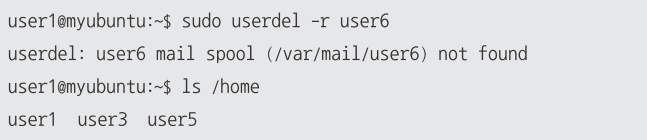 user1@myubuntu:~$ sudo userdel -r user6
userdel: user6 mail spool (/var/mail/user6) not found
user1@myubuntu:~$ ls /home
user1  user3  user5